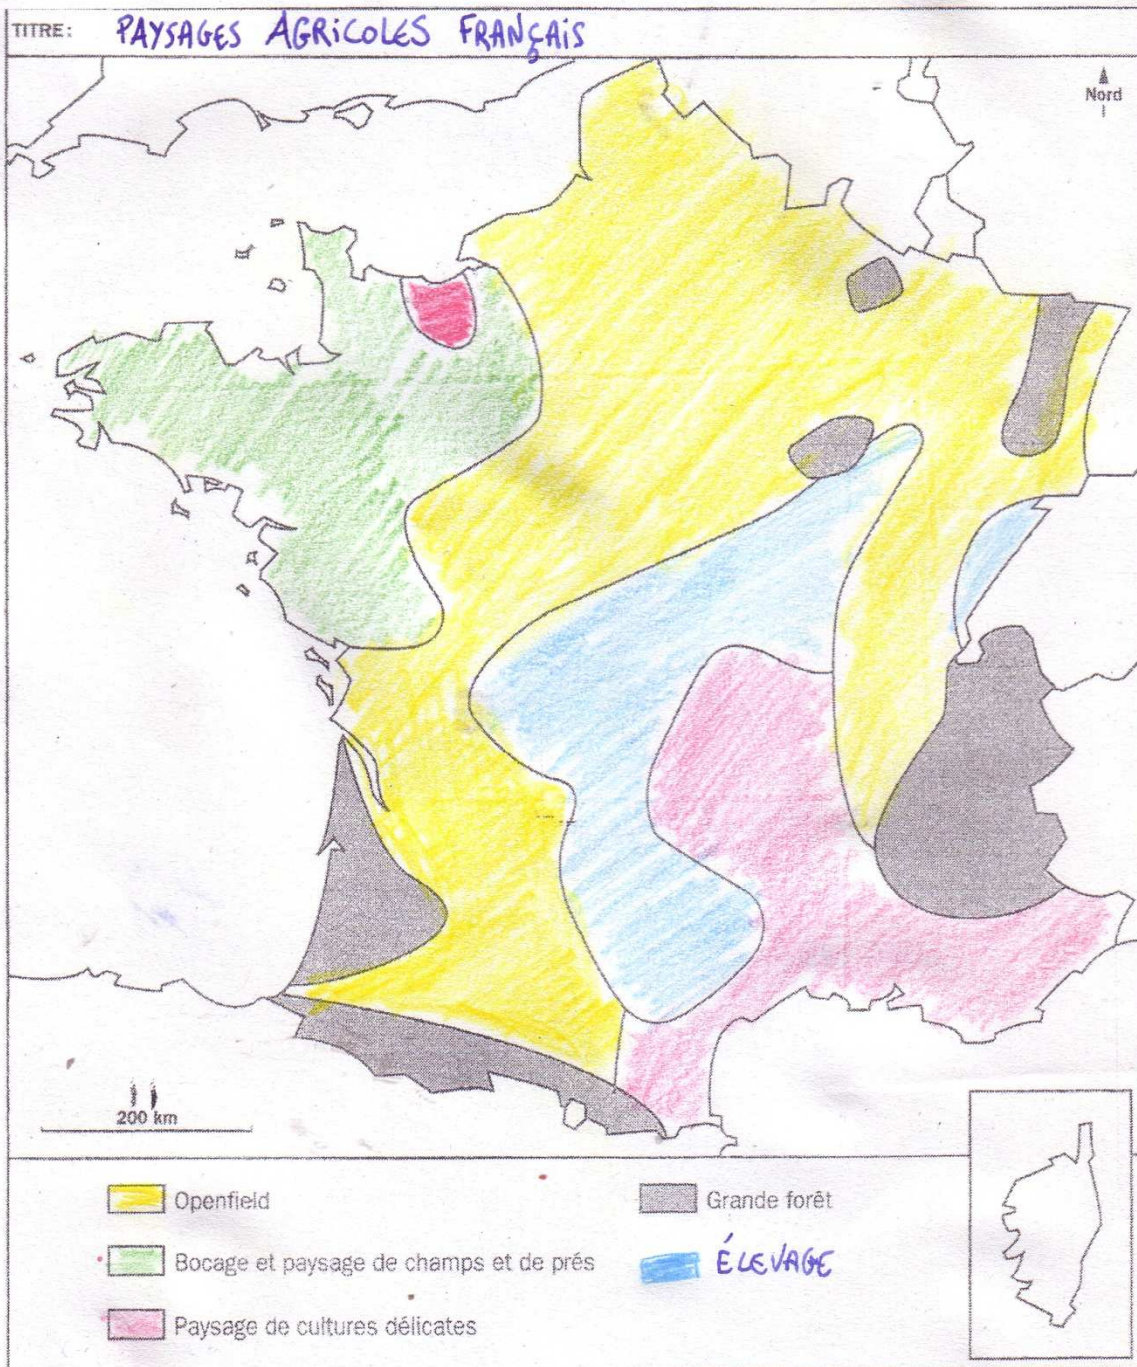 TITRE: PAYSAGES AGRICOLES FRANÇAIS
Nord
200 km
Openfield
Bocage et paysage de champs et de prés
Paysage de cultures délicates
Grande forêt
ÉLEVAGE